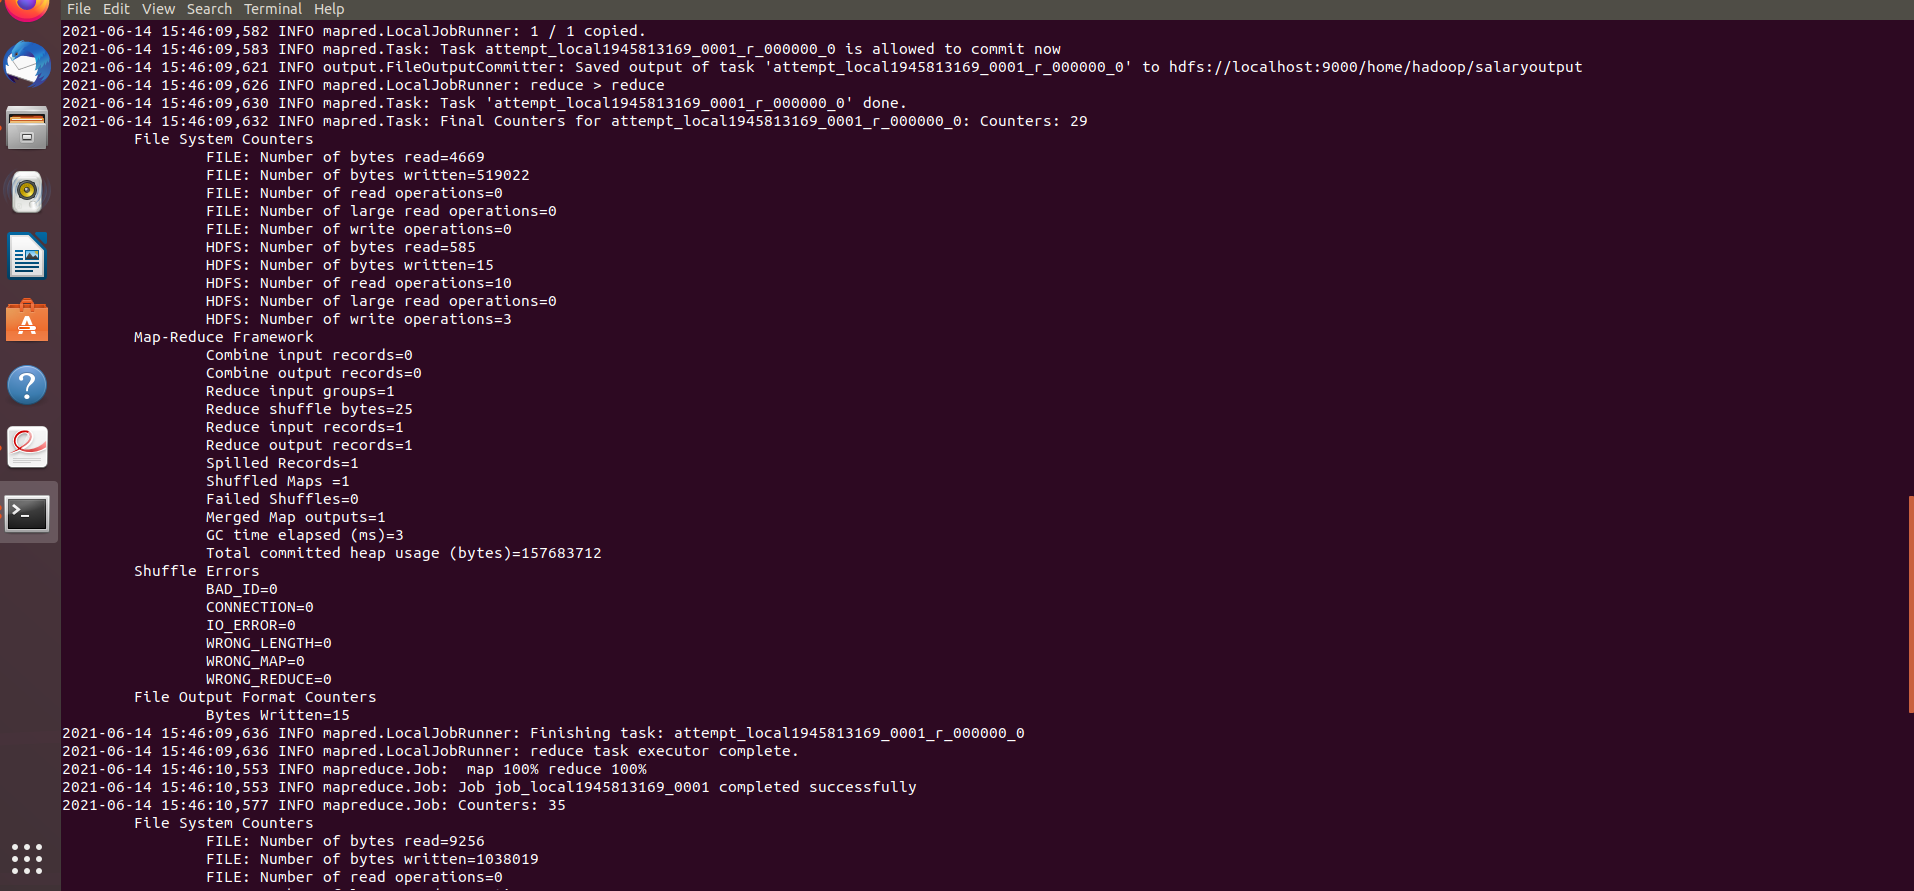 File Edit View Search Terminal Help
2021-06-14 15:46:09,582 INFO mapred.LocalJobRunner: 1 / 1 copied.
2021-06-14 15:46:09,583 INFO mapred.Task: Task attempt_local1945813169_0001_r_000000_0 is allowed to commit now
2021-06-14 15:46:09,621 INFO output.FileOutputCommitter: Saved output of task 'attempt_local1945813169_0001_r_000000_0' to hdfs://localhost:9000/home/hadoop/salaryoutput
2021-06-14 15:46:09,626 INFO mapred.LocalJobRunner: reduce > reduce
2021-06-14 15:46:09,630 INFO mapred.Task: Task 'attempt_local1945813169_0001_r_000000_0' done.
2021-06-14 15:46:09,632 INFO mapred.Task: Final Counters for attempt_local1945813169_0001_r_000000_0: Counters: 29
File System Counters
FILE: Number of bytes read=4669
FILE: Number of bytes written=519022
FILE: Number of read operations=0
FILE: Number of large read operations=0
FILE: Number of write operations=0
HDFS: Number of bytes read=585
HDFS: Number of bytes written=15
HDFS: Number of read operations=10
HDFS: Number of large read operations=0
HDFS: Number of write operations=3
Map-Reduce Framework
Combine input records=0
Combine output records=0
Reduce input groups=1
Reduce shuffle bytes=25
Reduce input records=1
Reduce output records=1
Spilled Records=1
Shuffled Maps =1
Failed Shuffles=0
Merged Map outputs=1
GC time elapsed (ms)=3
Total committed heap usage (bytes)=157683712
Shuffle Errors
BAD_ID=0
CONNECTION=0
IO_ERROR=0
WRONG_LENGTH=0
WRONG_MAP=0
WRONG_REDUCE=0
File Output Format Counters
Bytes Written=15
2021-06-14 15:46:09,636 INFO mapred.LocalJobRunner: Finishing task: attempt_local1945813169_0001_r_000000_0
2021-06-14 15:46:09,636 INFO mapred.LocalJobRunner: reduce task executor complete.
2021-06-14 15:46:10,553 INFO mapreduce.Job:  map 100% reduce 100%
2021-06-14 15:46:10,553 INFO mapreduce.Job: Job job_local1945813169_0001 completed successfully
2021-06-14 15:46:10,577 INFO mapreduce.Job: Counters: 35
File System Counters
FILE: Number of bytes read=9256
FILE: Number of bytes written=1038019
FILE: Number of read operations=0